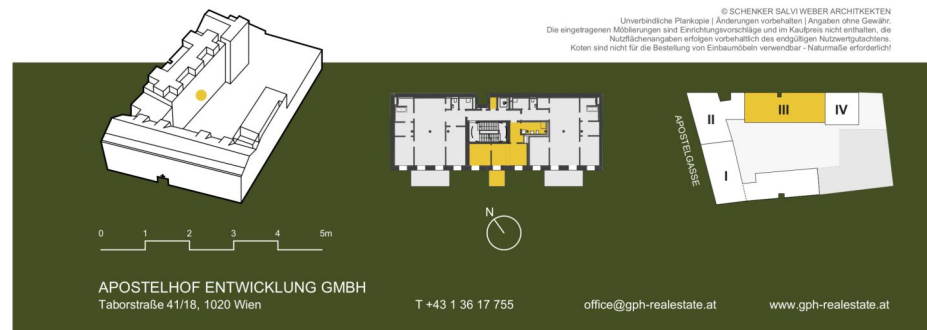 © SCHENKER SALVI WEBER ARCHITKEKTEN
Unverbindliche Plankopie | Änderungen vorbehalten | Angaben ohne Gewähr.
Die eingetragenen Möblierungen sind Einrichtungsvorschläge und im Kaufpreis nicht enthalten, die
Nutzflächenangaben erfolgen vorbehaltlich des endgültigen Nutzwertgutachtens.
Koten sind nicht für die Bestellung von Einbaumöbeln verwendbar - Naturmaße erforderlich!
II
III
IV
APOSTELGASSE
I
N
0 1 2 3 4 5m
APOSTELHOF ENTWICKLUNG GMBH
Taborstraße 41/18, 1020 Wien
T +43 1 36 17 755
office@gph-realestate.at
www.gph-realestate.at